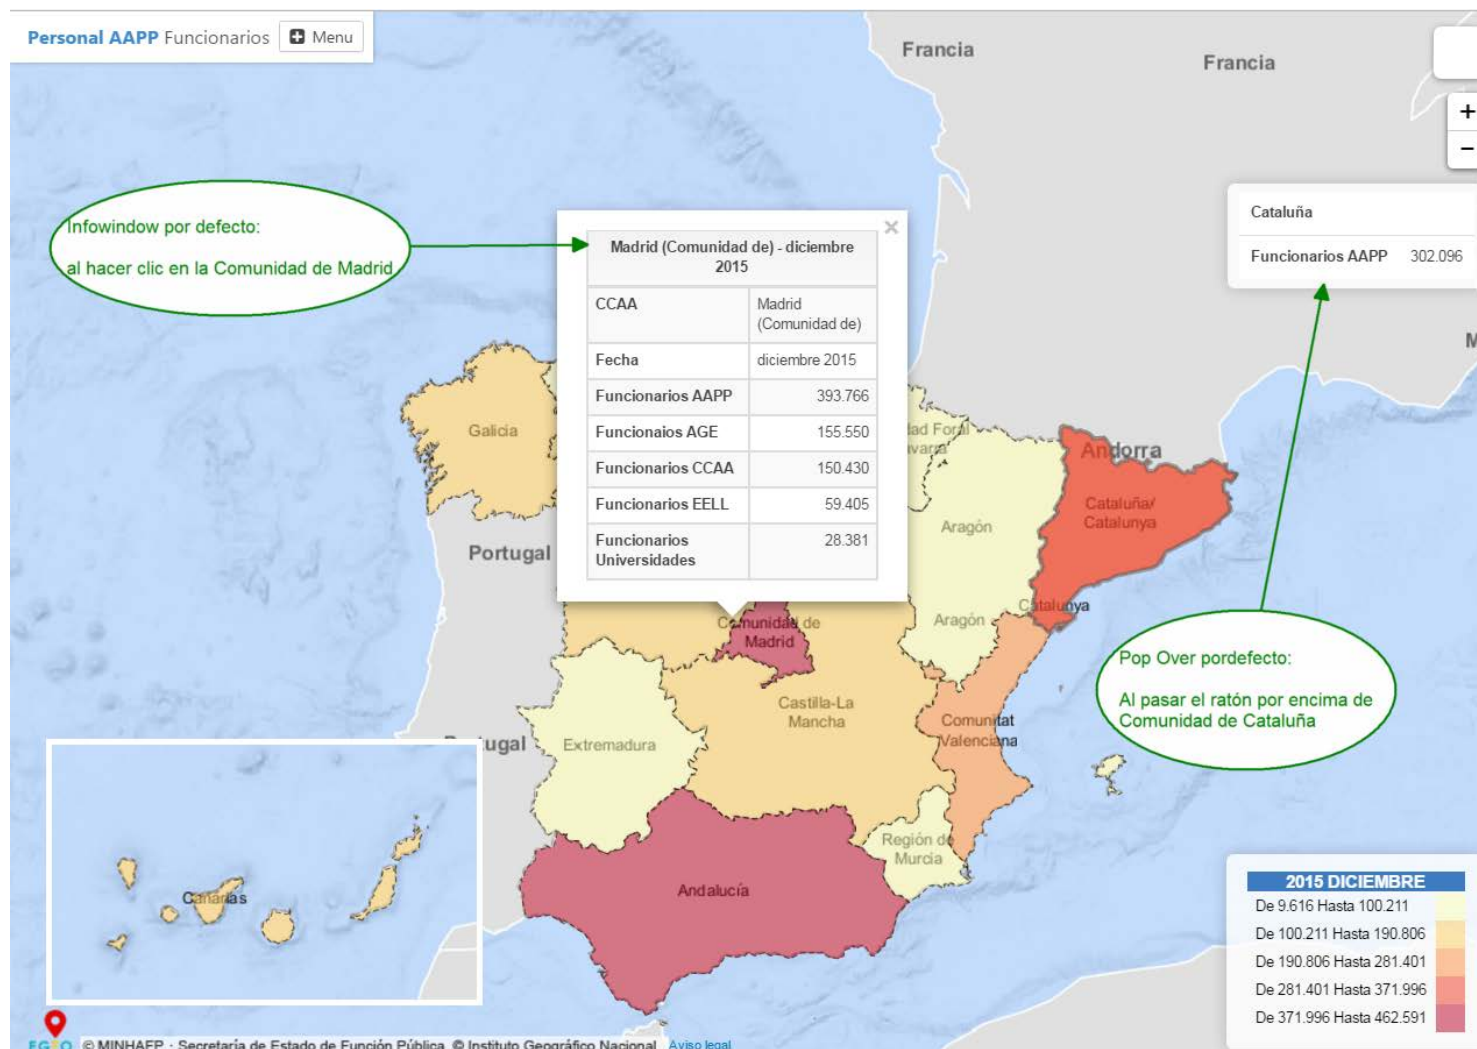 Personal AAPP Funcionarios Menu
Francia
Francia
+
−
Infowindow por defecto:
al hacer clic en la Comunidad de Madrid
Madrid (Comunidad de) - diciembre
2015
CCAA Madrid
(Comunidad de)
Fecha diciembre 2015
Funcionarios AAPP 393.766
Funcionaios AGE 155.550
Funcionarios CCAA 150.430
Funcionarios EELL 59.405
Funcionarios 28.381
Universidades
Cataluña
Funcionarios AAPP 302.096
M
Galicia
dad Foral
avarra
Andorra
Cataluña/
Catalunya
Aragón
Portugal
Catalunya
Aragón
Comunidad de
Madrid
Pop Over pordefecto:
Al pasar el ratón por encima de
Comunidad de Cataluña
Castilla-La
Mancha
Comunitat
Valenciana
Portugal
Extremadura
Región de
Murcia
Andalucía
Canarias
2015 DICIEMBRE
De 9.616 Hasta 100.211
De 100.211 Hasta 190.806
De 190.806 Hasta 281.401
De 281.401 Hasta 371.996
De 371.996 Hasta 462.591
© MINHAFP - Secretaría de Estado de Función Pública, © Instituto Geográfico Nacional Aviso legal